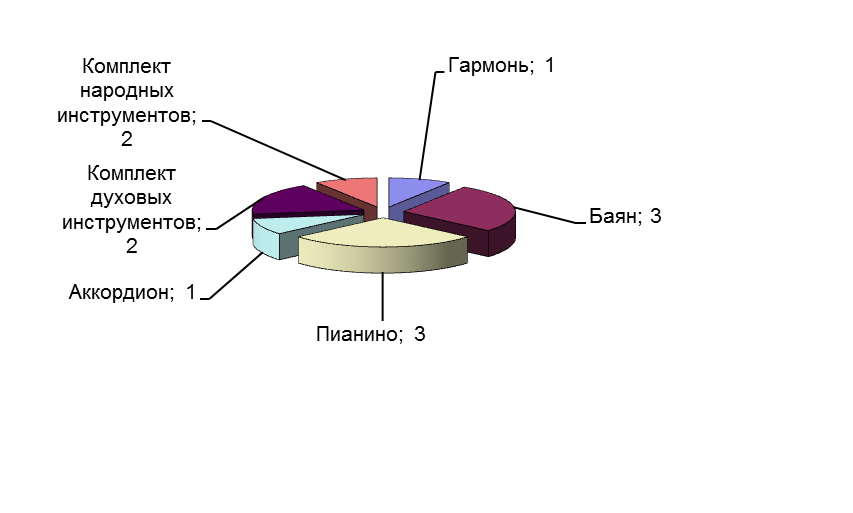 Гармонь; 1
Баян; 3
Пианино; 3
Аккордион; 1
Комплект
духовых
инструментов;
2
Комплект
народных
инструментов;
2